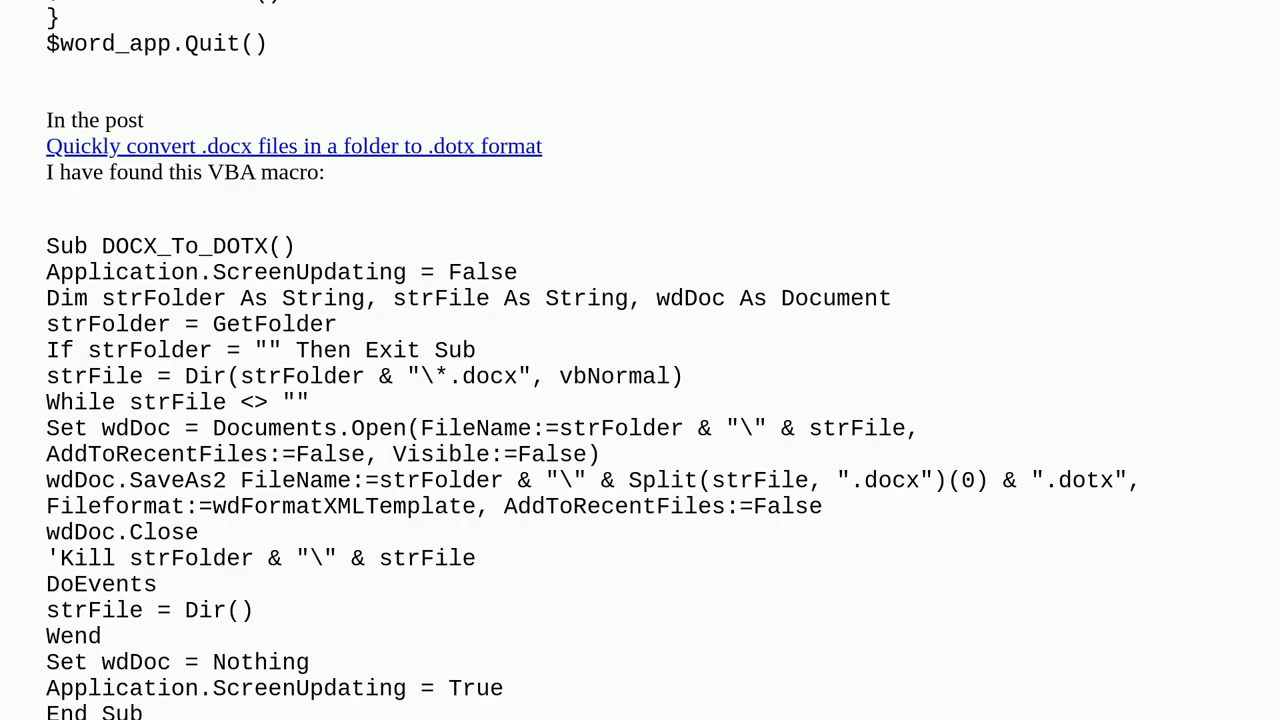 }
$word_app.Quit()
In the post
Quickly convert .docx files in a folder to .dotx format
I have found this VBA macro:
Sub DOCX_To_DOTX()
Application.ScreenUpdating = False
Dim strFolder As String, strFile As String, wdDoc As Document
strFolder = GetFolder
If strFolder = "" Then Exit Sub
strFile = Dir(strFolder & "\*.docx", vbNormal)
While strFile <> ""
Set wdDoc = Documents.Open(FileName:=strFolder & "\" & strFile,
AddToRecentFiles:=False, Visible:=False)
wdDoc.SaveAs2 FileName:=strFolder & "\" & Split(strFile, ".docx")(0) & ".dotx",
Fileformat:=wdFormatXMLTemplate, AddToRecentFiles:=False
wdDoc.Close
'Kill strFolder & "\" & strFile
DoEvents
strFile = Dir()
Wend
Set wdDoc = Nothing
Application.ScreenUpdating = True
End Sub